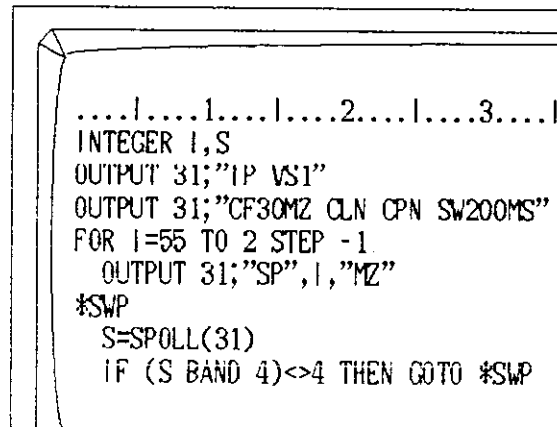 ....|....1....|....2....|....3....|
INTEGER I,S
OUTPUT 31;"IP VS1"
OUTPUT 31;"CF30MZ CLN CPN SW200MS"
FOR I=55 TO 2 STEP -1
  OUTPUT 31;"SP",I,"MZ"
*SWP
  S=SPOLL(31)
  IF (S BAND 4)<>4 THEN GOTO *SWP